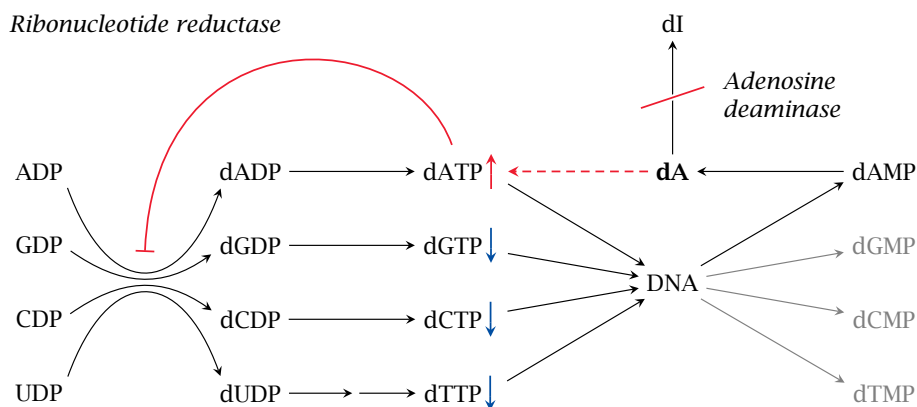 Ribonucleotide reductase
dI
Adenosine
deaminase
ADP dADP dATP dA dAMP
GDP dGDP dGTP dGMP
DNA
CDP dCDP dCTP dCMP
UDP dUDP dTTP dTMP